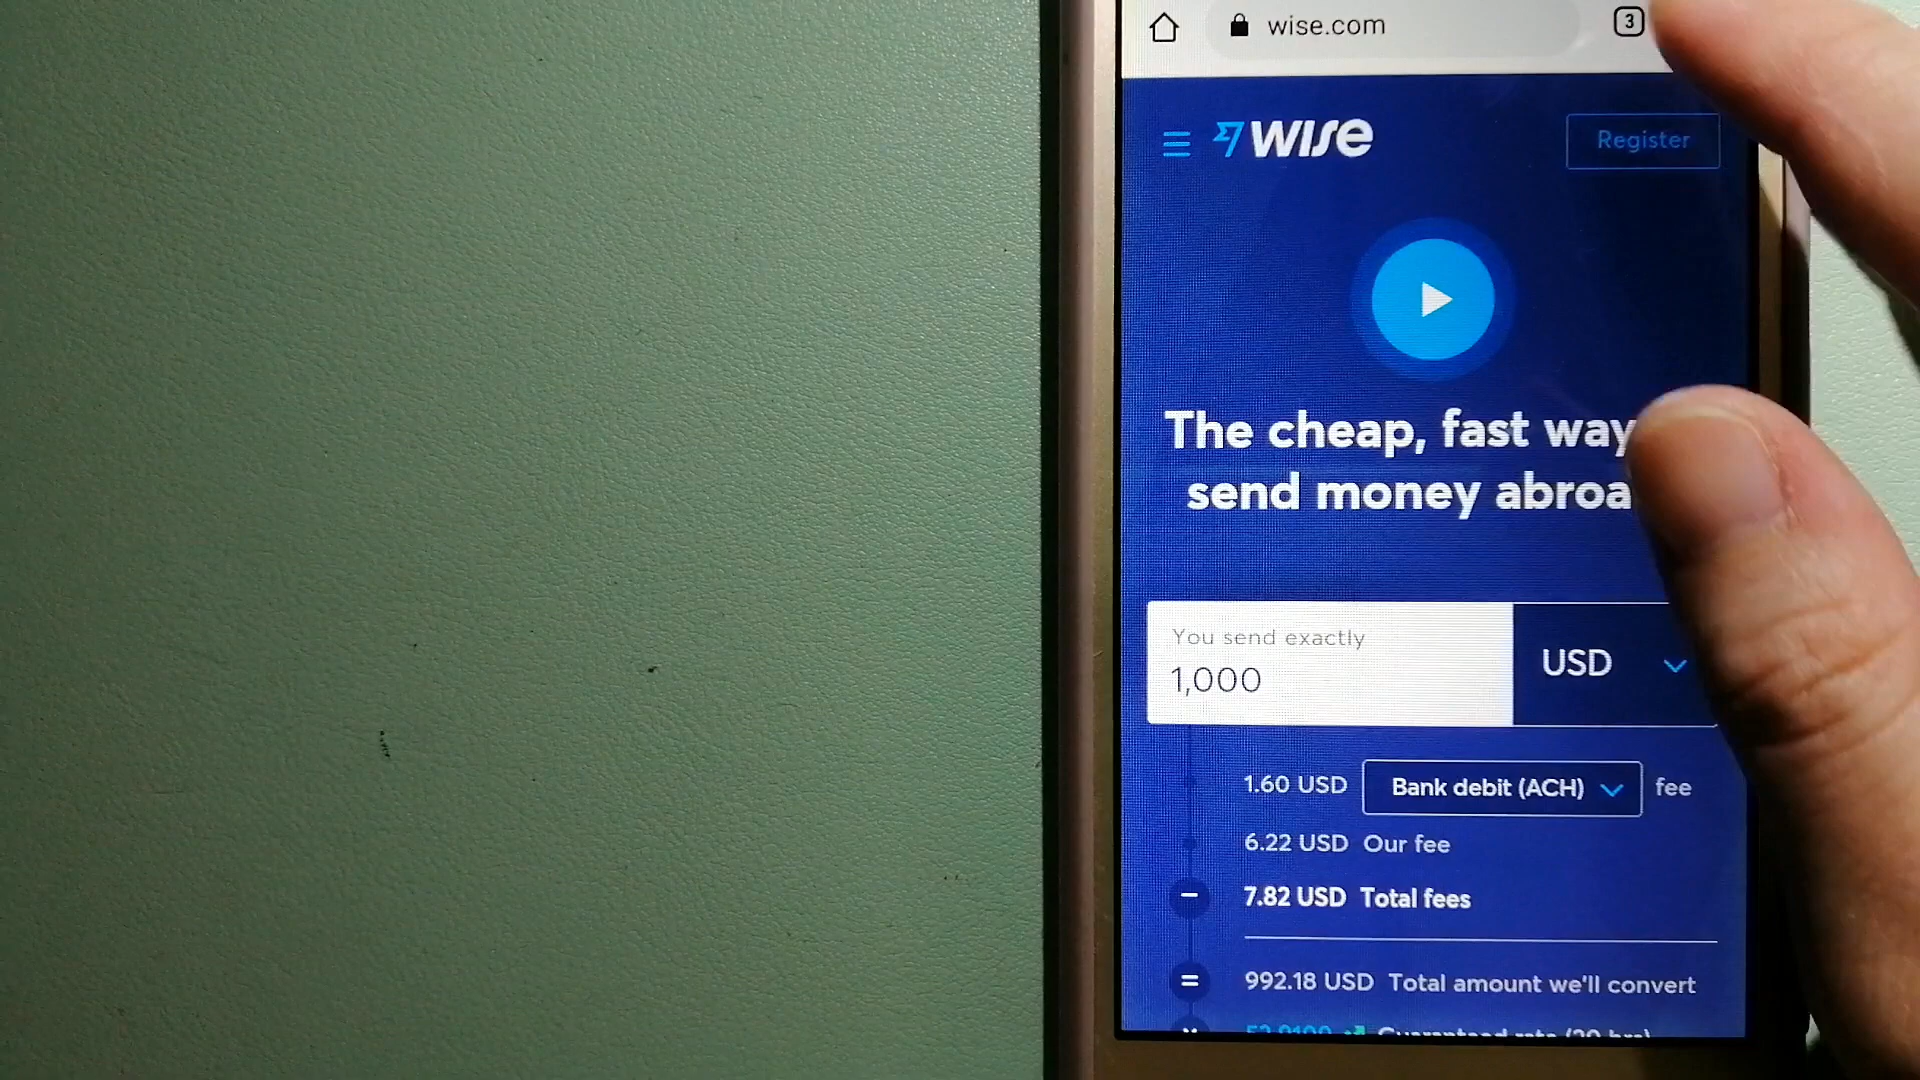 wise.com
3
wise
Register
The cheap, fast way
send money abroa
You send exactly
1,000
USD
1.60 USD Bank debit (ACH) fee
6.22 USD Our fee
7.82 USD Total fees
992.18 USD Total amount we'll convert
Guaranteed rate